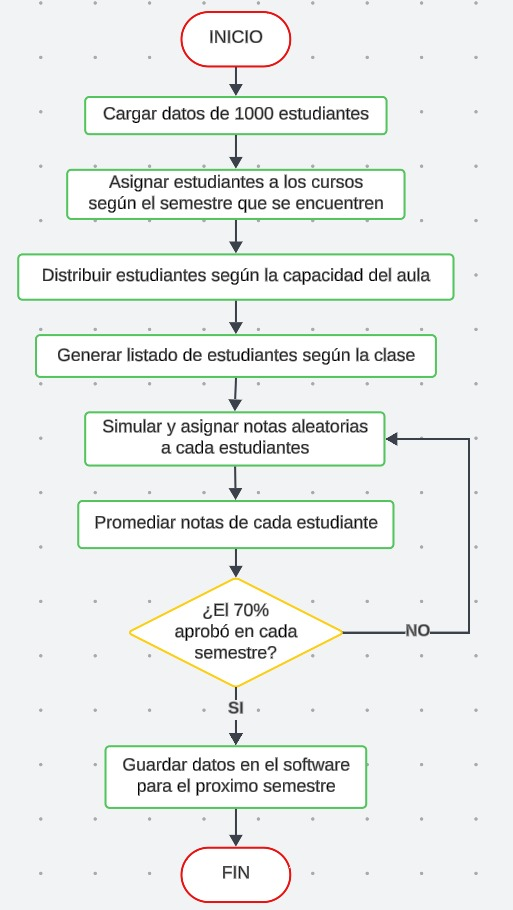 INICIO
Cargar datos de 1000 estudiantes
Asignar estudiantes a los cursos
según el semestre que se encuentren
Distribuir estudiantes según la capacidad del aula
Generar listado de estudiantes según la clase
Simular y asignar notas aleatorias
a cada estudiantes
Promediar notas de cada estudiante
¿El 70%
aprobó en cada
semestre?
NO
SI
Guardar datos en el software
para el proximo semestre
FIN